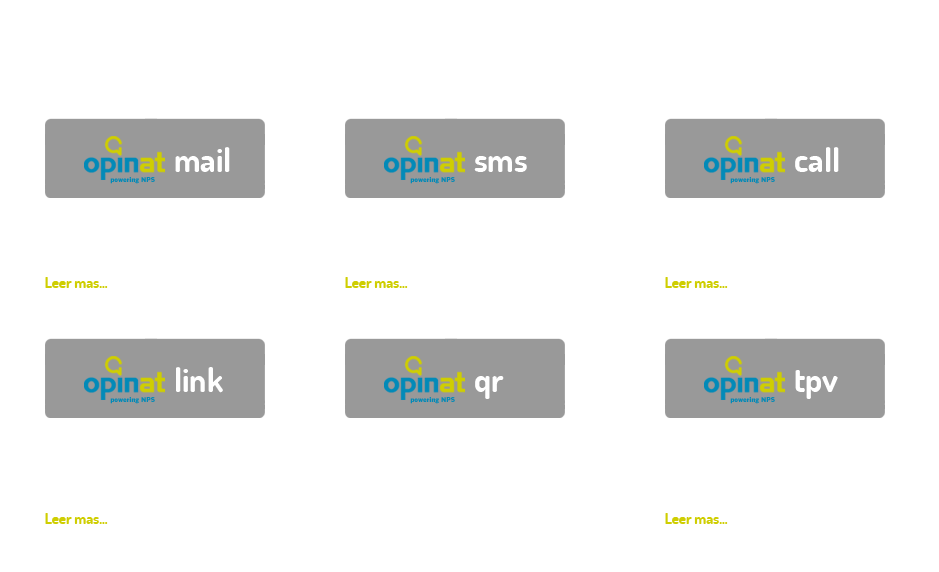 opinat mail
powering NPS
opinat sms
powering NPS
opinat call
powering NPS
Leer mas...
Leer mas...
Leer mas...
opinat link
powering NPS
opinat qr
powering NPS
opinat tpv
powering NPS
Leer mas...
Leer mas...